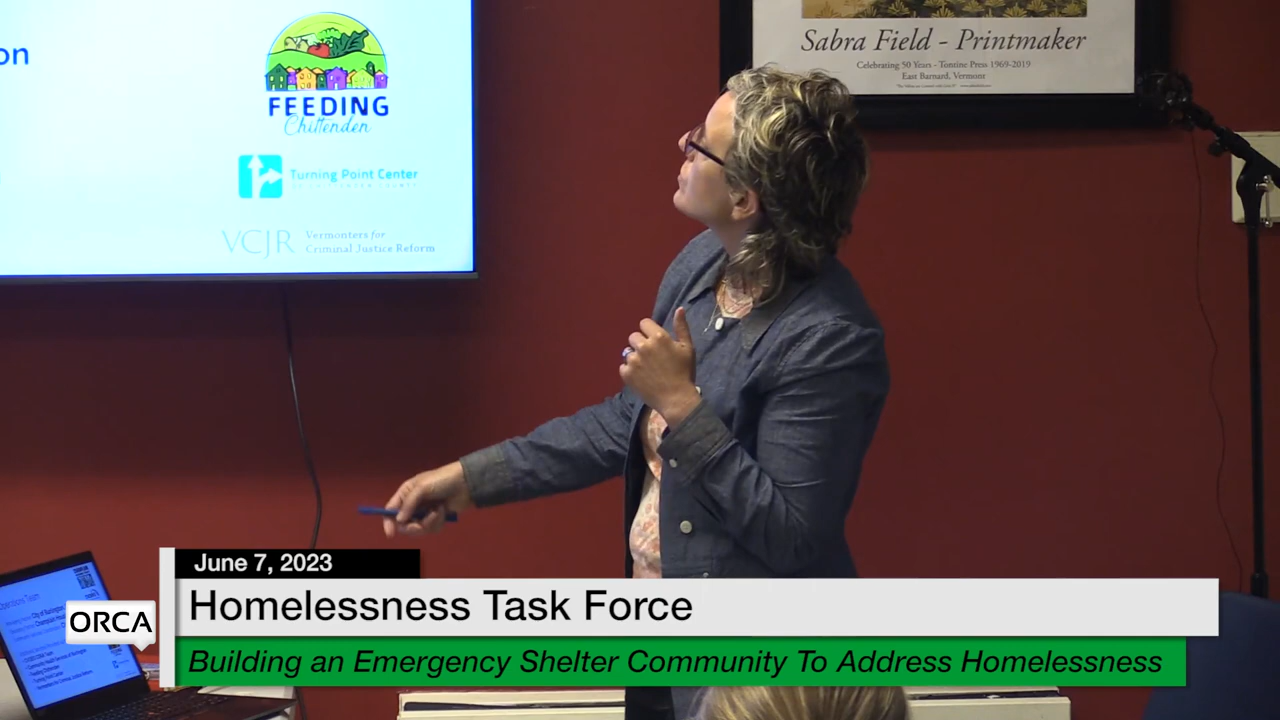 on
FEEDING
Chittenden
Turning Point Center
VCJR
Vermonters for
Criminal Justice Reform
Sabra Field - Printmaker
Celebrating 50 Years - Tontine Press 1969-2019
East Barnard, Vermont
June 7, 2023
Homelessness Task Force
ORCA
Building an Emergency Shelter Community To Address Homelessness